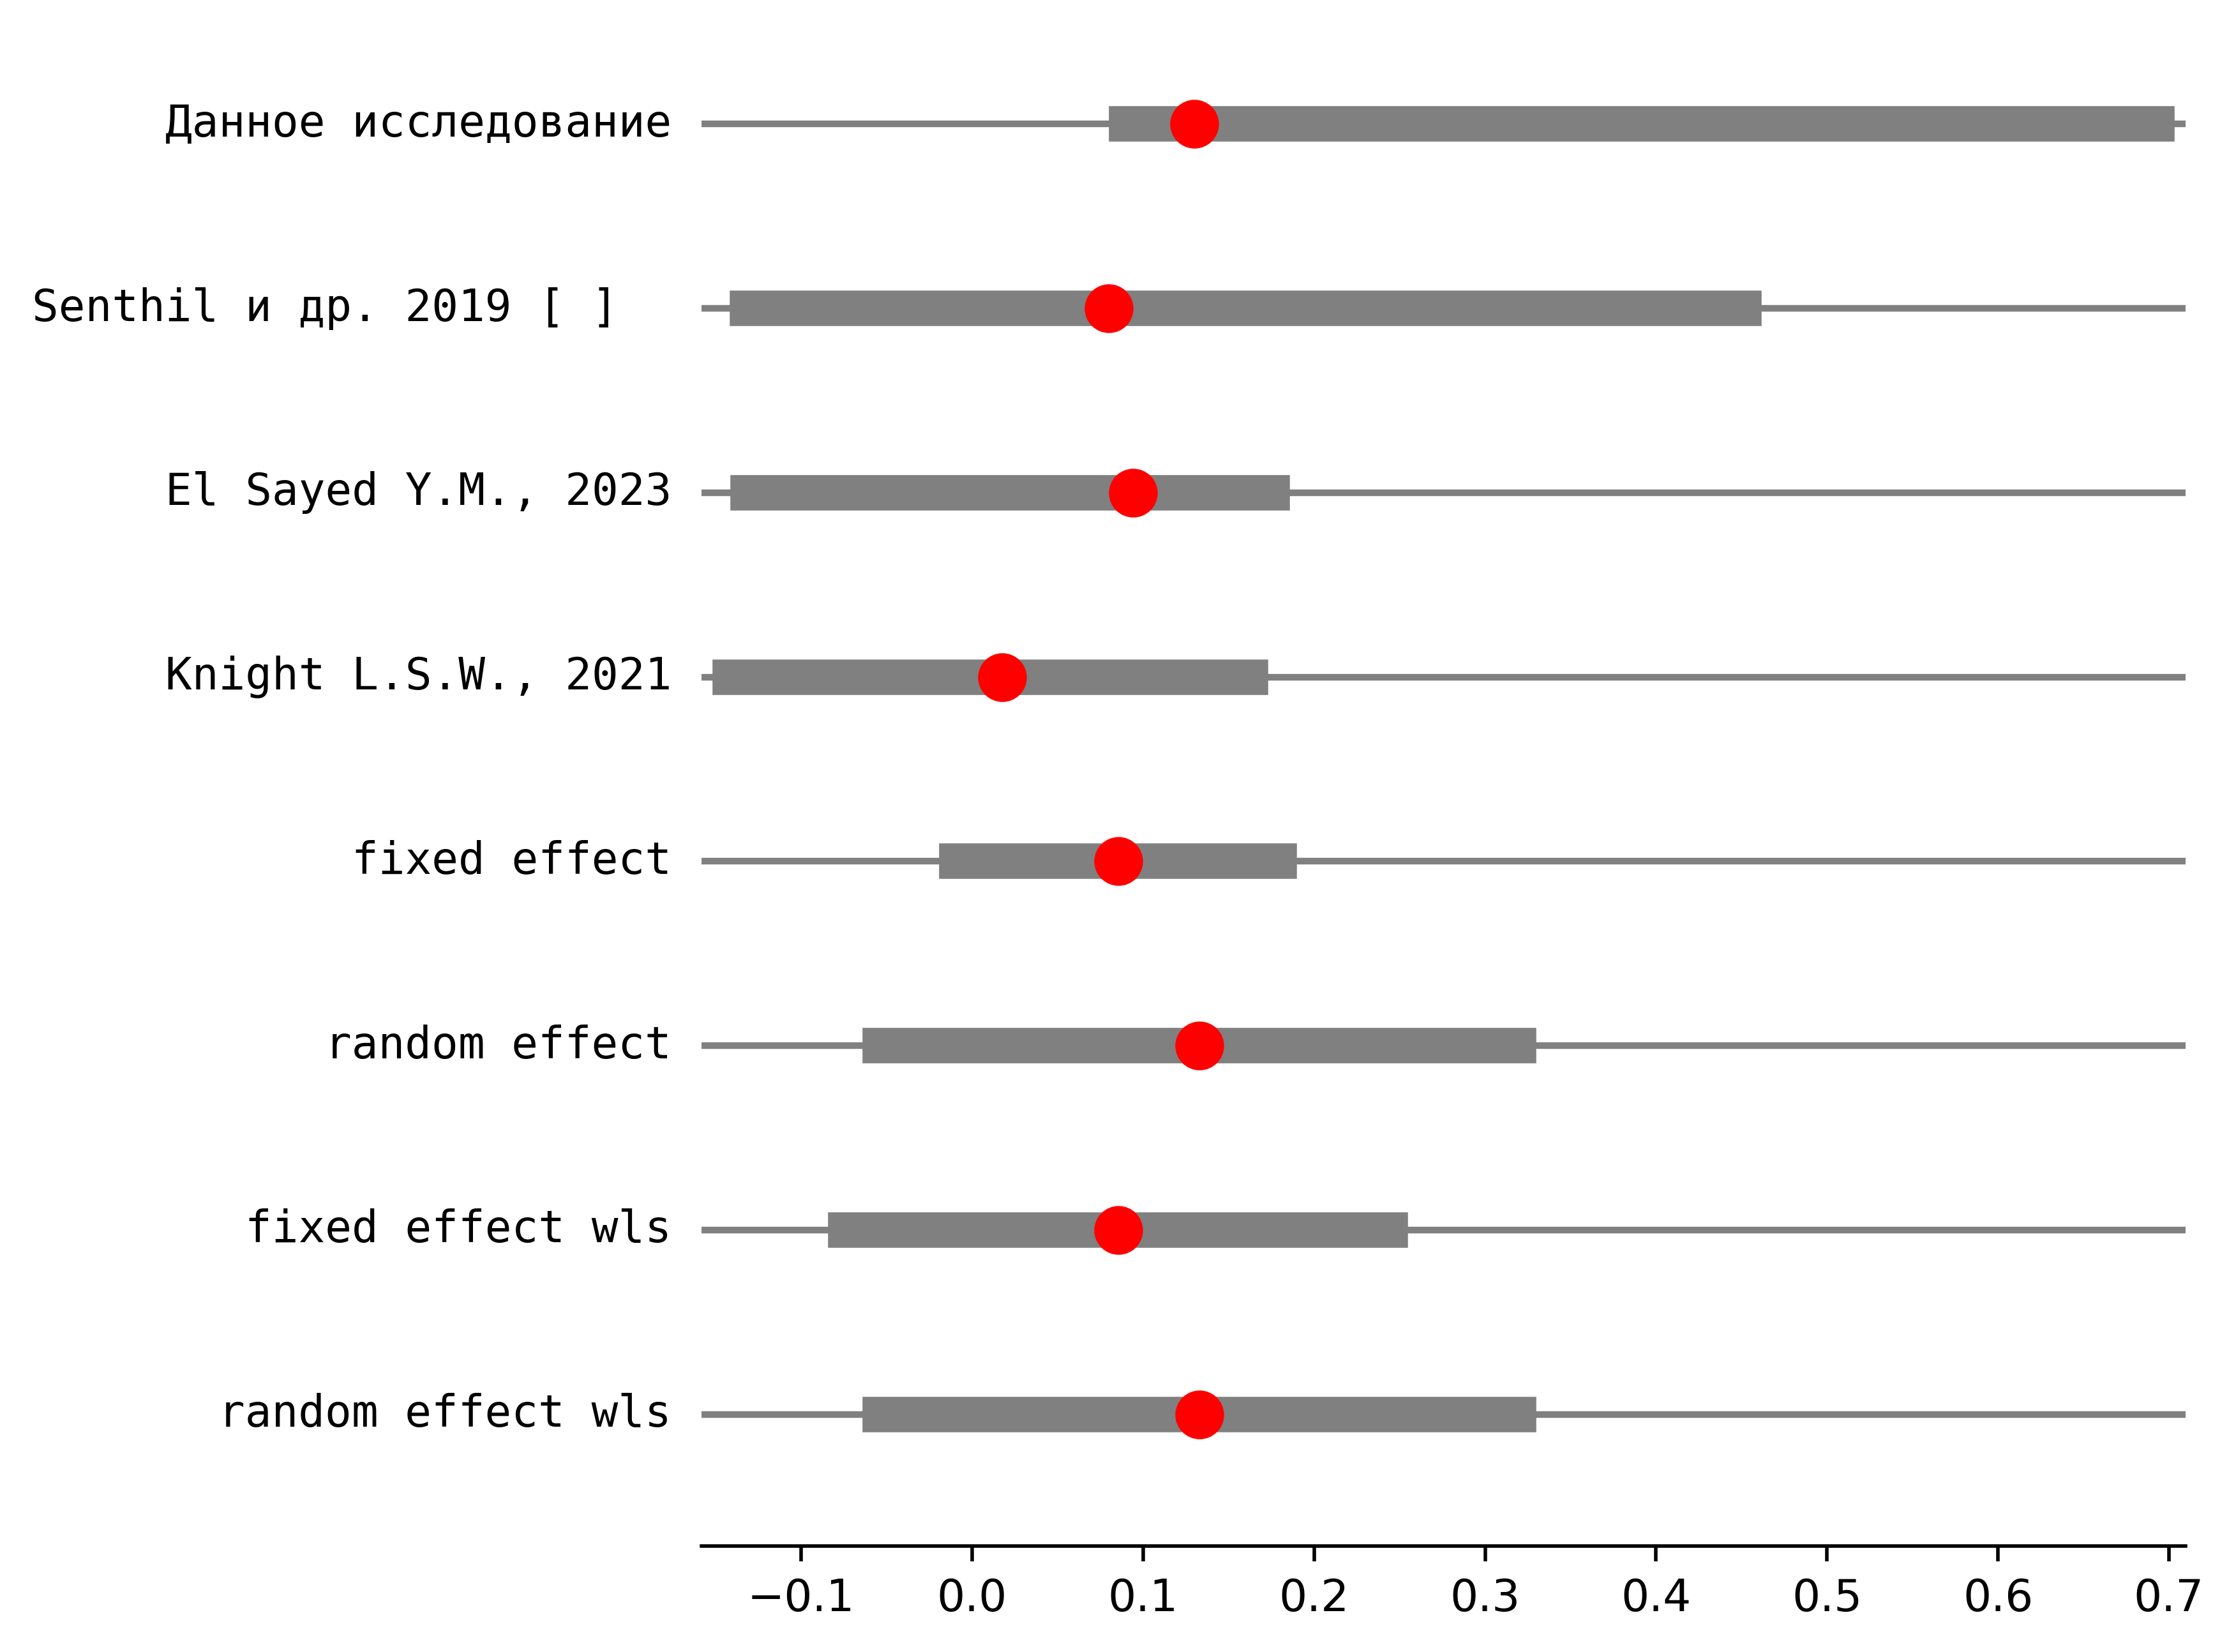 Данное исследование
Senthil и др. 2019 [ ]
El Sayed Y.M., 2023
Knight L.S.W., 2021
fixed effect
random effect
fixed effect wls
random effect wls
−0.1 0.0 0.1 0.2 0.3 0.4 0.5 0.6 0.7